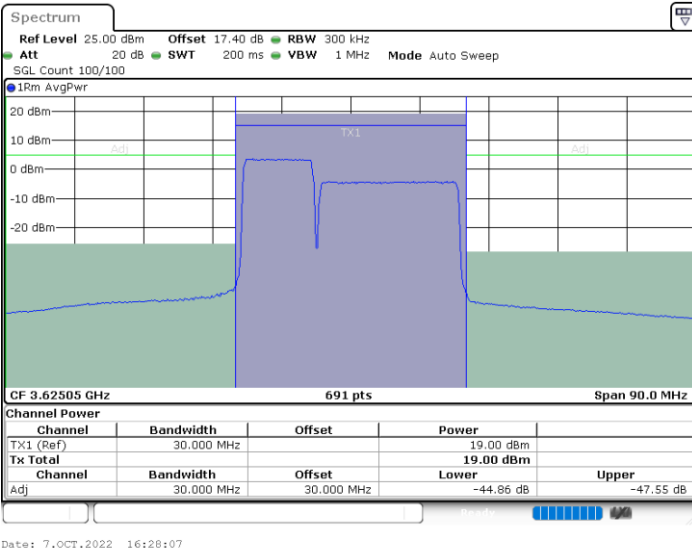 Spectrum
Ref Level 25.00 dBm Offset 17.40 dB RBW 300 kHz
Att 20 dB SWT 200 ms VBW 1 MHz Mode Auto Sweep
SGL Count 100/100
1Rm AvgPwr
20 dBm
TX1
10 dBm
Adj Adj
0 dBm
-10 dBm
-20 dBm
CF 3.62505 GHz 691 pts Span 90.0 MHz
Channel Power
Channel Bandwidth Offset Power
TX1 (Ref) 30.000 MHz 19.00 dBm
Tx Total 19.00 dBm
Channel Bandwidth Offset Lower Upper
Adj 30.000 MHz 30.000 MHz -44.86 dB -47.55 dB
Ready
Date: 7.OCT.2022 16:28:07